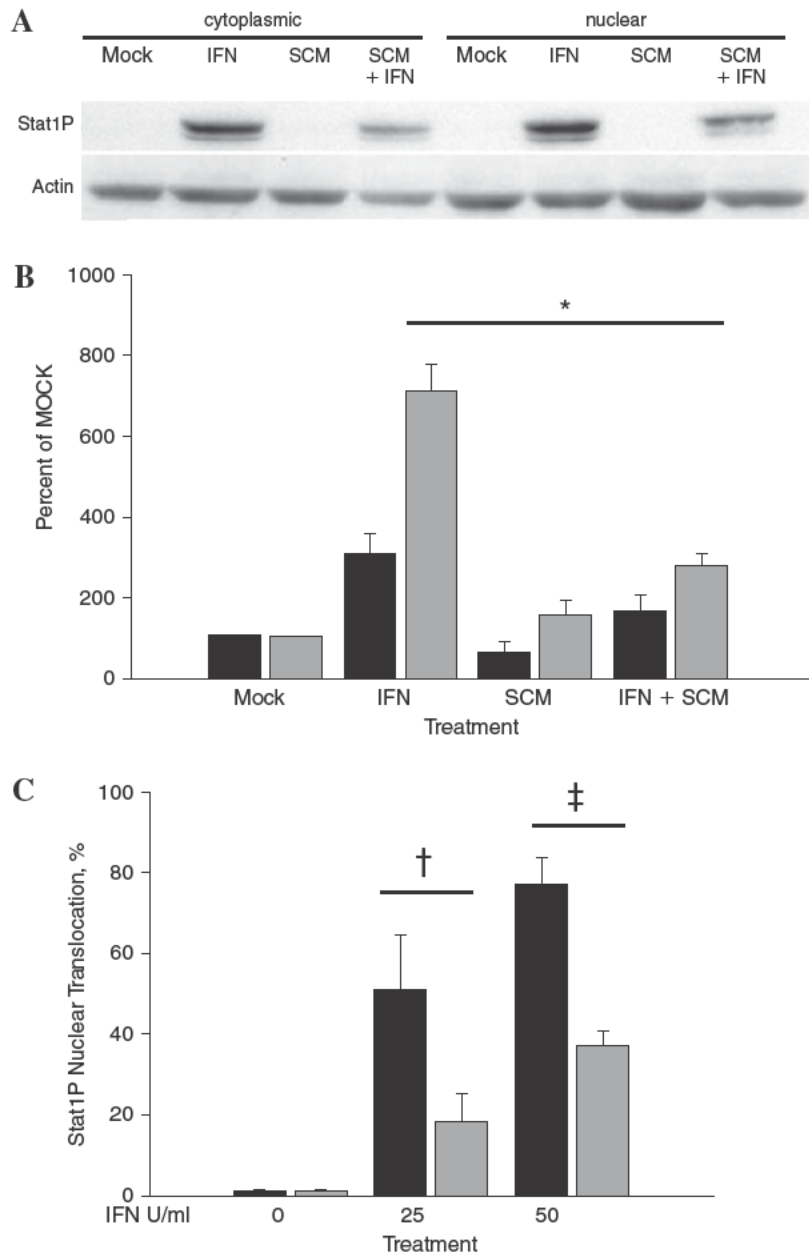 A
cytoplasmic nuclear
Mock IFN SCM SCM + IFN Mock IFN SCM SCM + IFN
Stat1P
Actin
B
1000
*
800
Percent of MOCK
600
400
200
0
Mock IFN SCM IFN + SCM
Treatment
C
100
‡
80
†
Stat1P Nuclear Translocation, %
60
40
20
0
IFN U/ml 0 25 50
Treatment